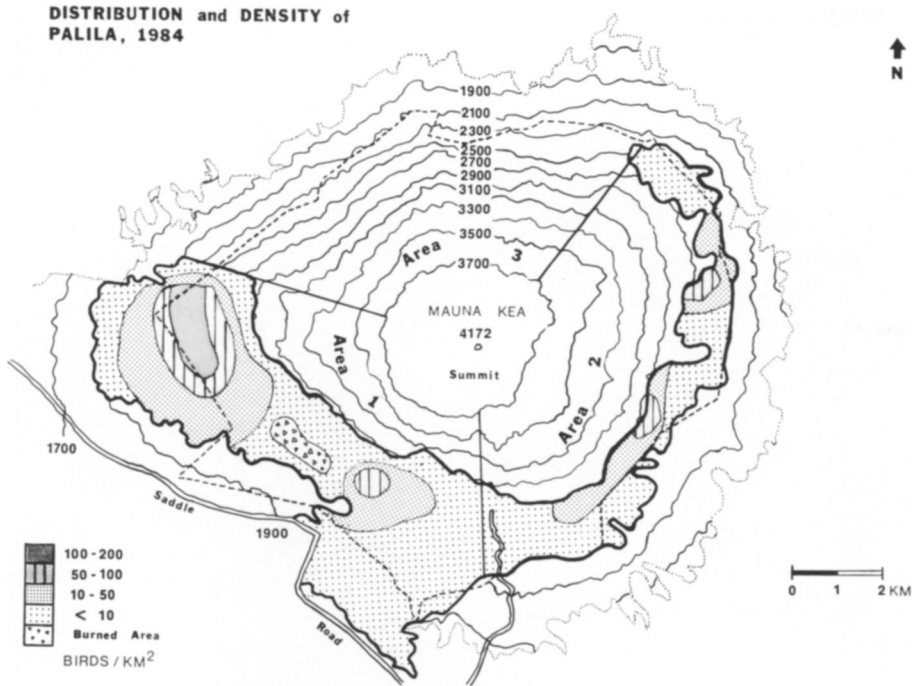 DISTRIBUTION and DENSITY of
PALILA, 1984
N
1900
2100
2300
2500
2700
2900
3100
3300
3500
3700
Area 3
MAUNA KEA
4172
Summit
Area 1
Area 2
1700
Saddle
1900
Road
100-200
50-100
10-50
< 10
Burned Area
BIRDS / KM²
0 1 2 KM